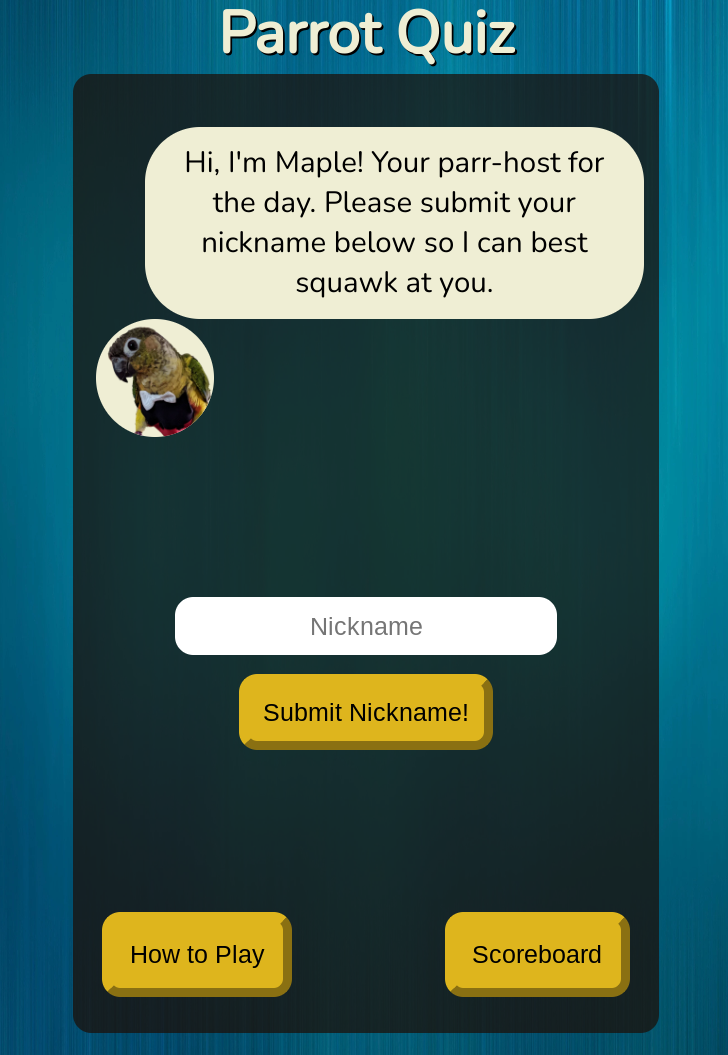 Parrot Quiz
Hi, I'm Maple! Your parr-host for
the day. Please submit your
nickname below so I can best
squawk at you.
Nickname
Submit Nickname!
How to Play
Scoreboard